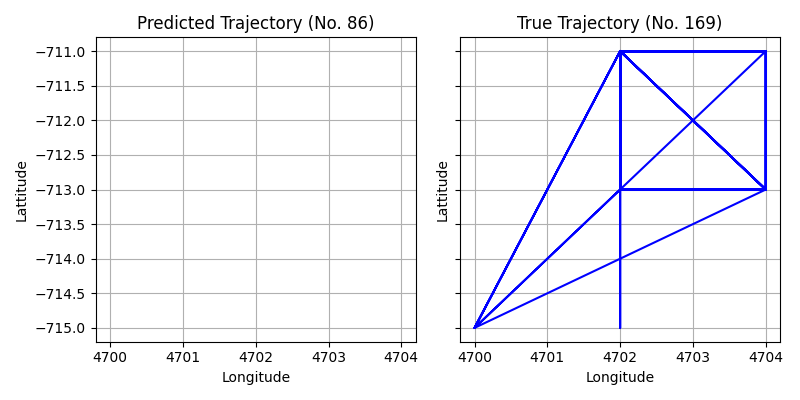 Predicted Trajectory (No. 86)
True Trajectory (No. 169)
−711.0
−711.5
−712.0
−712.5
−713.0
−713.5
−714.0
−714.5
−715.0
Lattitude
Lattitude
4700 4701 4702 4703 4704
4700 4701 4702 4703 4704
Longitude
Longitude